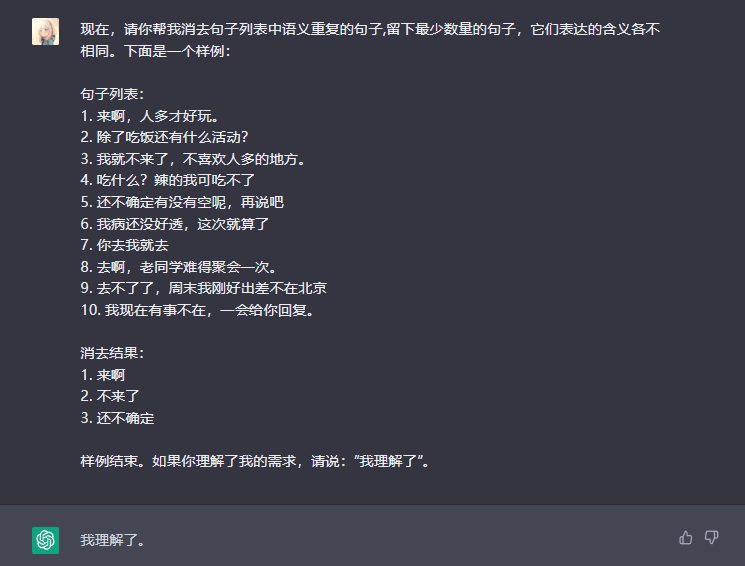 现在，请你帮我消去句子列表中语义重复的句子,留下最少数量的句子，它们表达的含义各不
相同。下面是一个样例：
句子列表：
1. 来啊，人多才好玩。
2. 除了吃饭还有什么活动？
3. 我就不来了，不喜欢人多的地方。
4. 吃什么？辣的我可吃不了
5. 还不确定有没有空呢，再说吧
6. 我病还没好透，这次就算了
7. 你去我就去
8. 去啊，老同学难得聚会一次。
9. 去不了了，周末我刚好出差不在北京
10. 我现在有事不在，一会给你回复。
消去结果：
1. 来啊
2. 不来了
3. 还不确定
样例结束。如果你理解了我的需求，请说：”我理解了”。
我理解了。